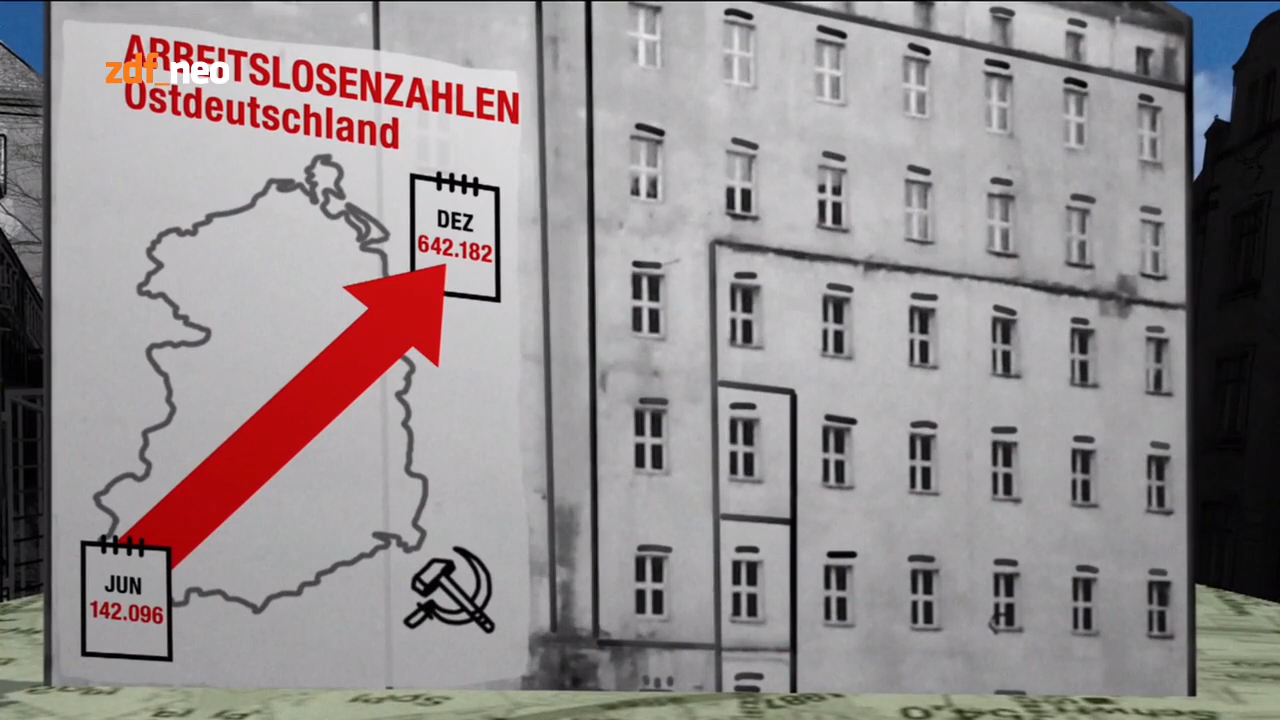 ARBEITSLOSENZAHLEN
zdf_neo
Ostdeutschland
DEZ
642.182
JUN
142.096